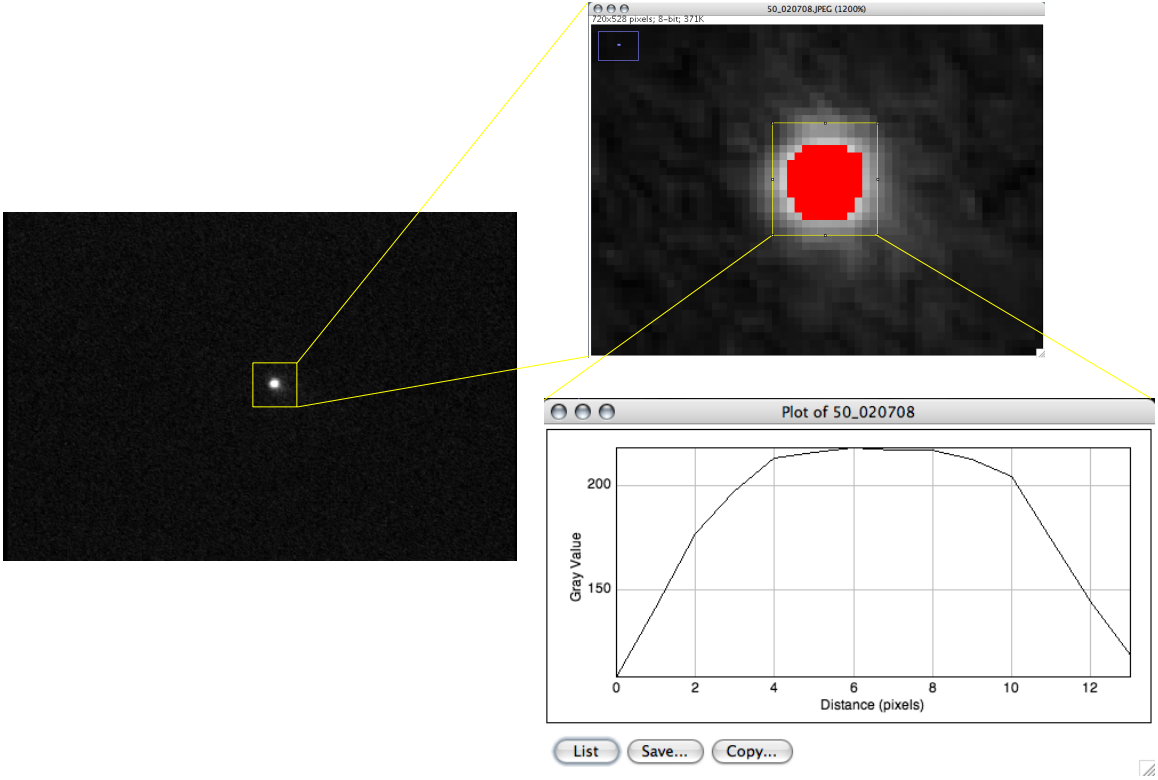 50_020708.JPEG (1200%)
720x528 pixels; 8-bit; 371K
Plot of 50_020708
200
150
Gray Value
0 2 4 6 8 10 12
Distance (pixels)
List Save... Copy...